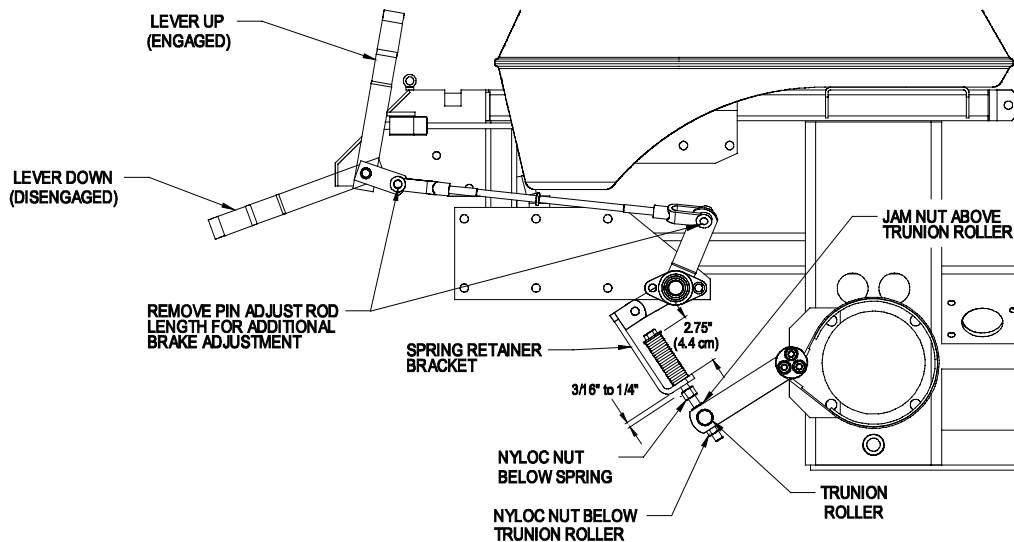 LEVER UP
(ENGAGED)
LEVER DOWN
(DISENGAGED)
JAM NUT ABOVE
TRUNION ROLLER
REMOVE PIN ADJUST ROD
LENGTH FOR ADDITIONAL
BRAKE ADJUSTMENT
2.75"
(4.4 cm)
SPRING RETAINER
BRACKET
3/16" to 1/4"
NYLOC NUT
BELOW SPRING
TRUNION
ROLLER
NYLOC NUT BELOW
TRUNION ROLLER